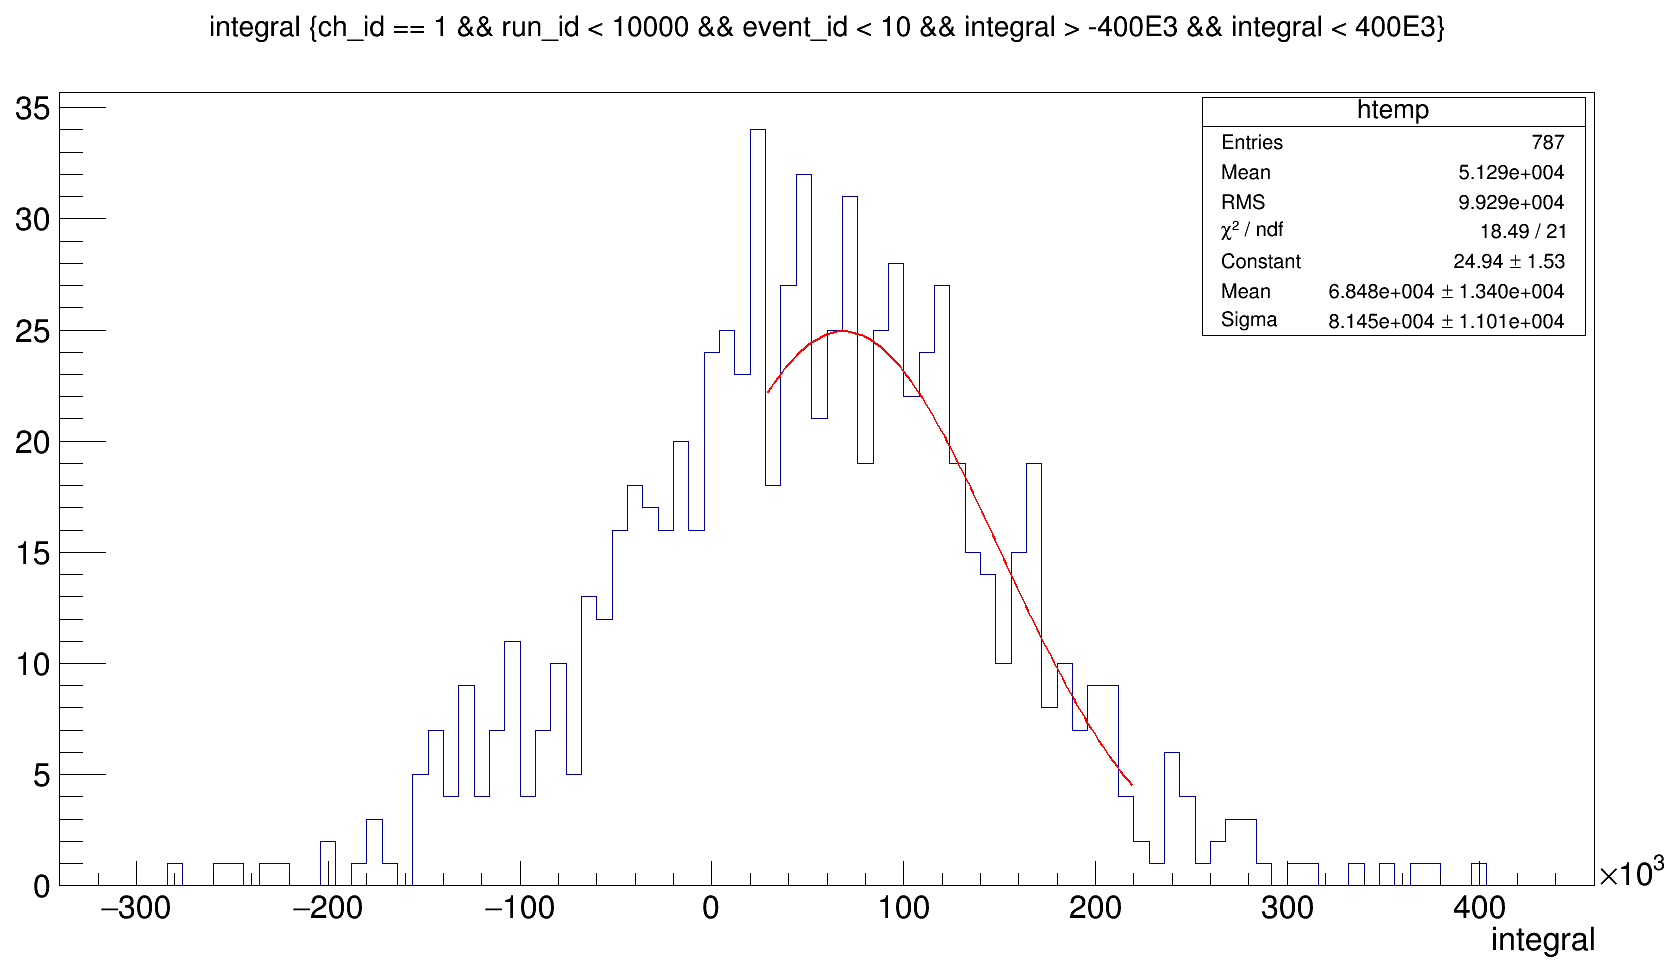 integral {ch_id == 1 && run_id < 10000 && event_id < 10 && integral > -400E3 && integral < 400E3}
htemp
Entries 787
Mean 5.129e+004
RMS 9.929e+004
χ² / ndf 18.49 / 21
Constant 24.94 ± 1.53
Mean 6.848e+004 ± 1.340e+004
Sigma 8.145e+004 ± 1.101e+004
35
30
25
20
15
10
5
0
−300 −200 −100 0 100 200 300 400
×10³
integral